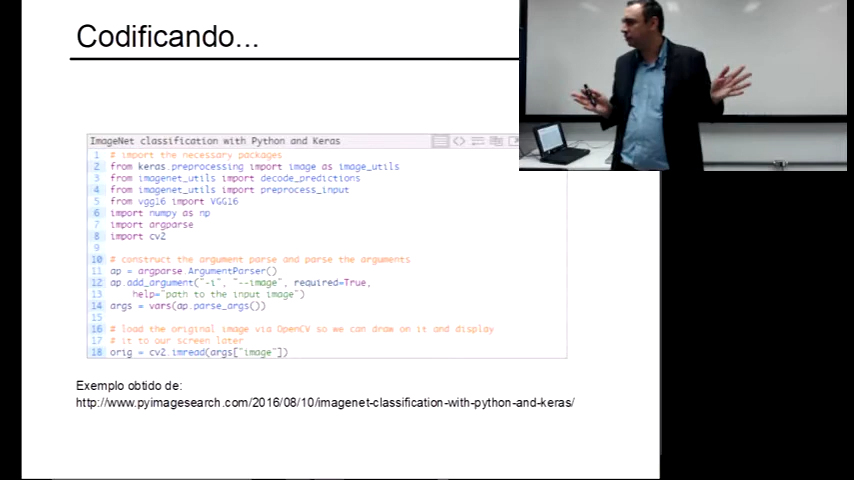 Codificando...
ImageNet classification with Python and Keras
1 # import the necessary packages
2 from keras.preprocessing import image as image_utils
3 from imagenet_utils import decode_predictions
4 from imagenet_utils import preprocess_input
5 from vgg16 import VGG16
6 import numpy as np
7 import argparse
8 import cv2
9
10 # construct the argument parse and parse the arguments
11 ap = argparse.ArgumentParser()
12 ap.add_argument("-i", "--image", required=True,
13 help="path to the input image")
14 args = vars(ap.parse_args())
15
16 # load the original image via OpenCV so we can draw on it and display
17 # it to our screen later
18 orig = cv2.imread(args["image"])
Exemplo obtido de:
http://www.pyimagesearch.com/2016/08/10/imagenet-classification-with-python-and-keras/